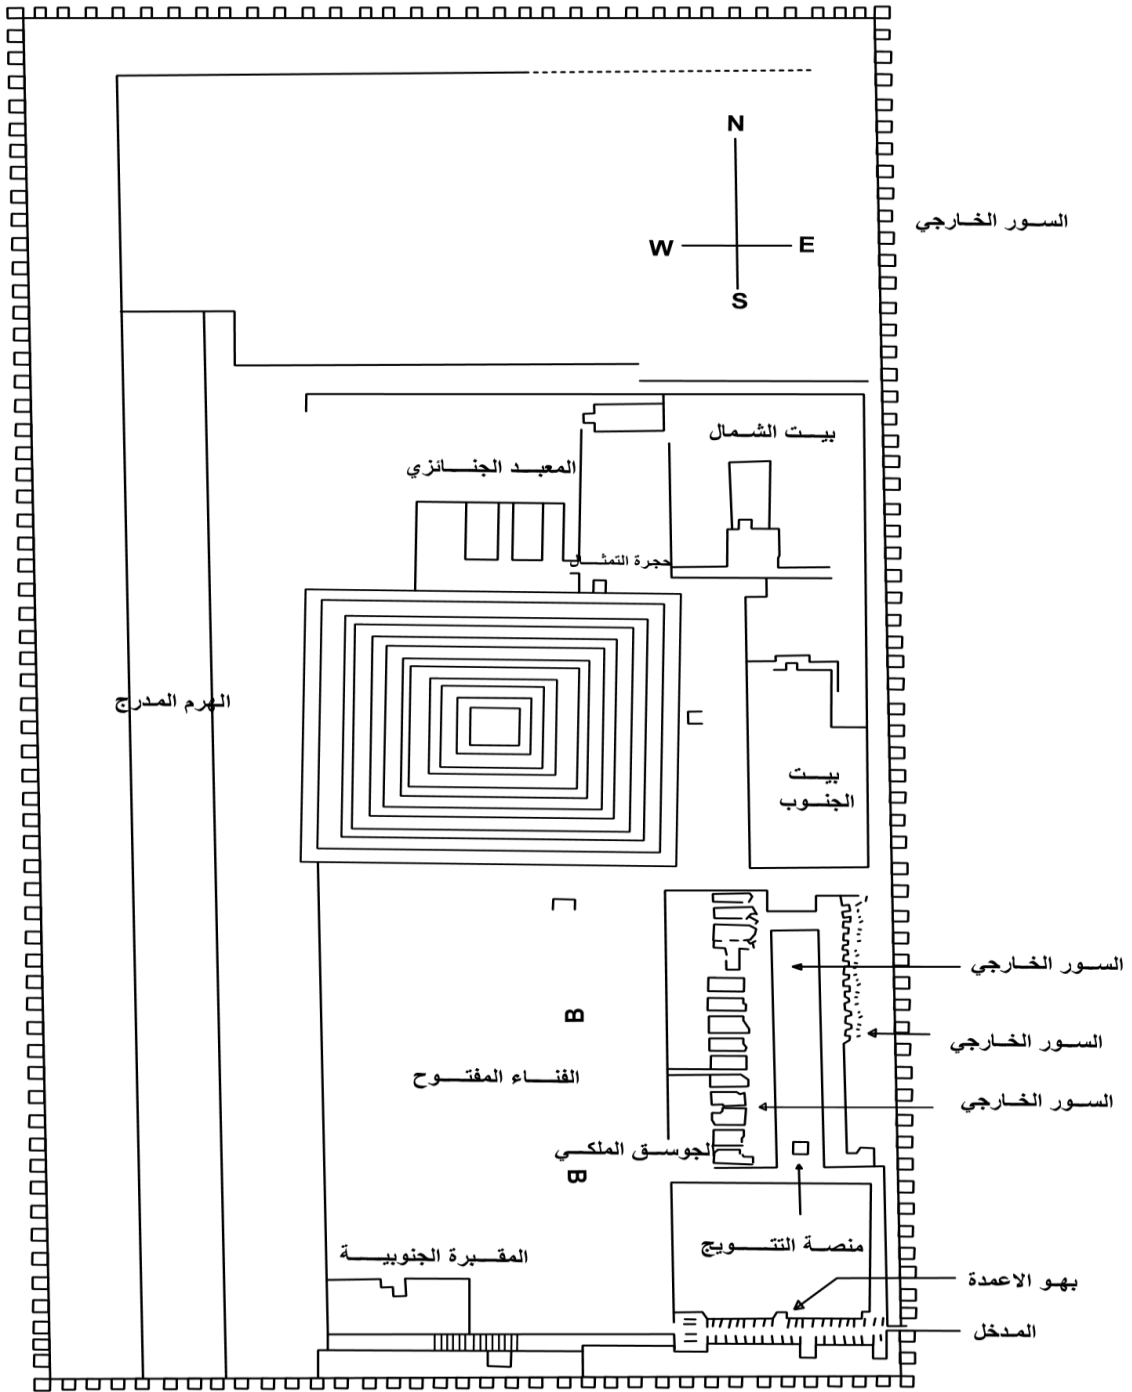 N
السور الخارجي
W
E
S
بيت الشمال
المعبد الجنائزي
حجرة التمثال
الهرم المدرج
بيت
الجنوب
السور الخارجي
B
السور الخارجي
الفناء المفتوح
السور الخارجي
الجوسق الملكي
B
منصة التتويج
المقبرة الجنوبية
بهو الاعمدة
المدخل